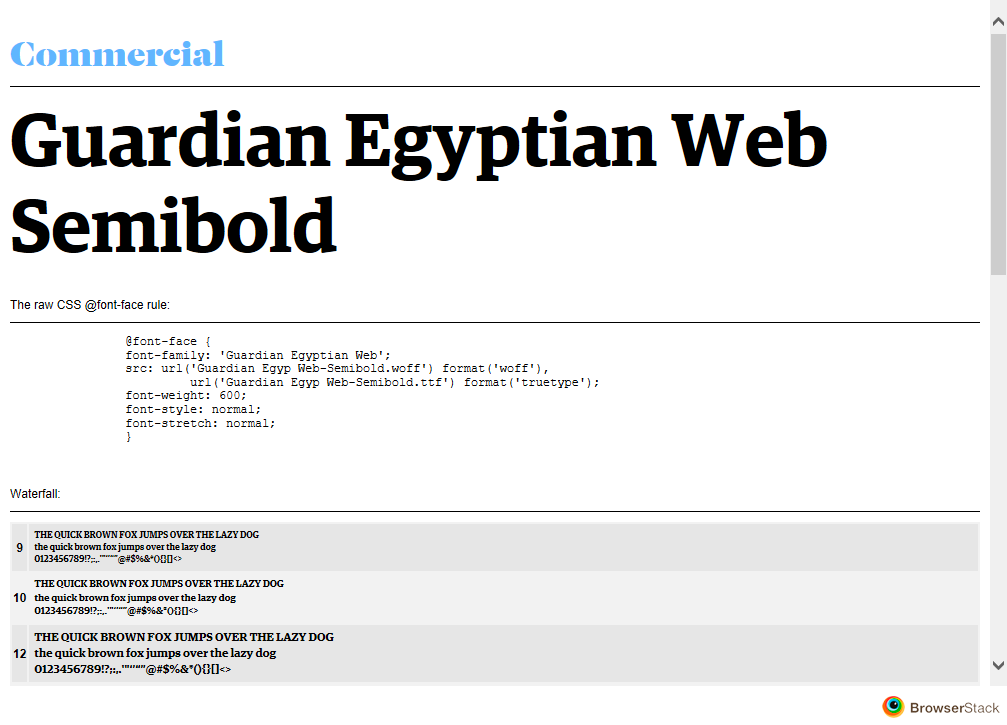 Commercial
Guardian Egyptian Web
Semibold
The raw CSS @font-face rule:
@font-face {
font-family: 'Guardian Egyptian Web';
src: url('Guardian Egyp Web-Semibold.woff') format('woff'),
url('Guardian Egyp Web-Semibold.ttf') format('truetype');
font-weight: 600;
font-style: normal;
font-stretch: normal;
}
Waterfall:
9
THE QUICK BROWN FOX JUMPS OVER THE LAZY DOG
the quick brown fox jumps over the lazy dog
0123456789!?;:,.'"‘’“”@#$%&*(){}[]<>
10
THE QUICK BROWN FOX JUMPS OVER THE LAZY DOG
the quick brown fox jumps over the lazy dog
0123456789!?;:,.'"‘’“”@#$%&*(){}[]<>
12
THE QUICK BROWN FOX JUMPS OVER THE LAZY DOG
the quick brown fox jumps over the lazy dog
0123456789!?;:,.'"‘’“”@#$%&*(){}[]<>
BrowserStack